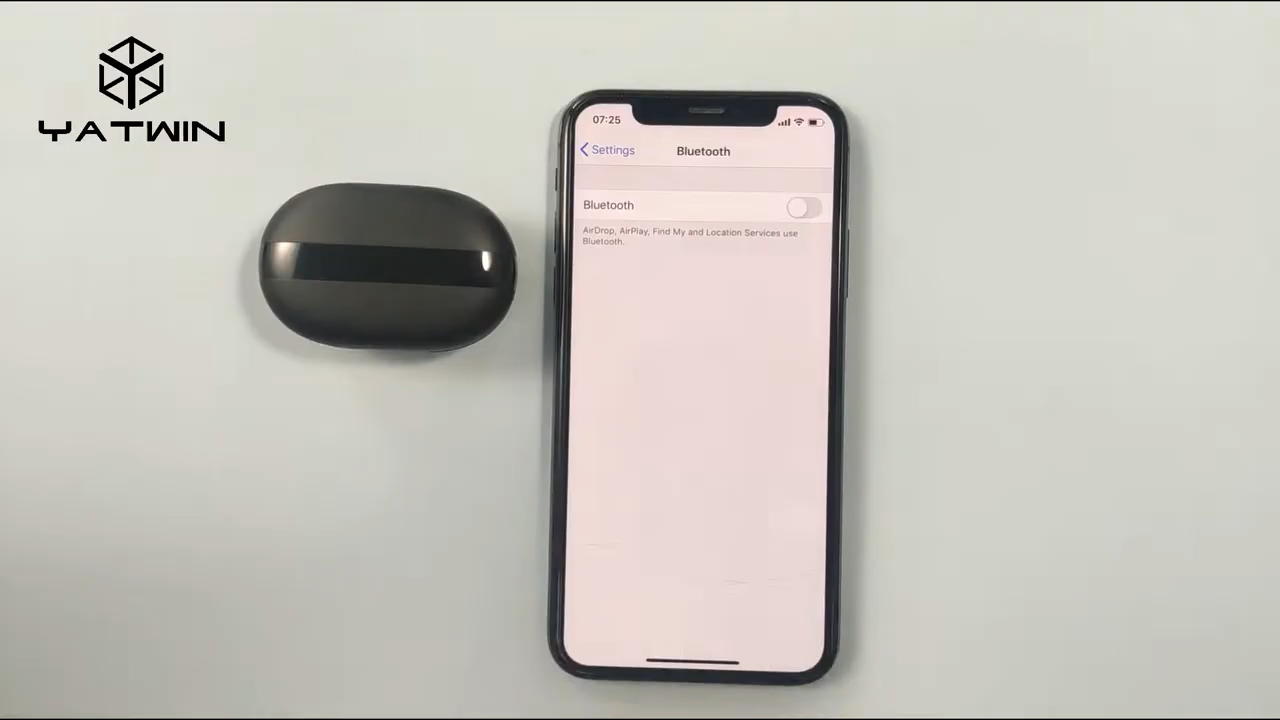 YATWIN
07:25
Settings
Bluetooth
Bluetooth
AirDrop, AirPlay, Find My and Location Services use
Bluetooth.